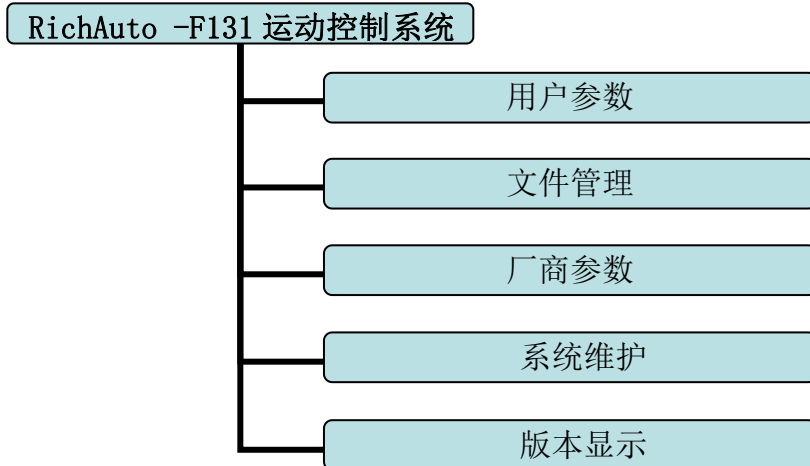 RichAuto -F131 运动控制系统
用户参数
文件管理
厂商参数
系统维护
版本显示